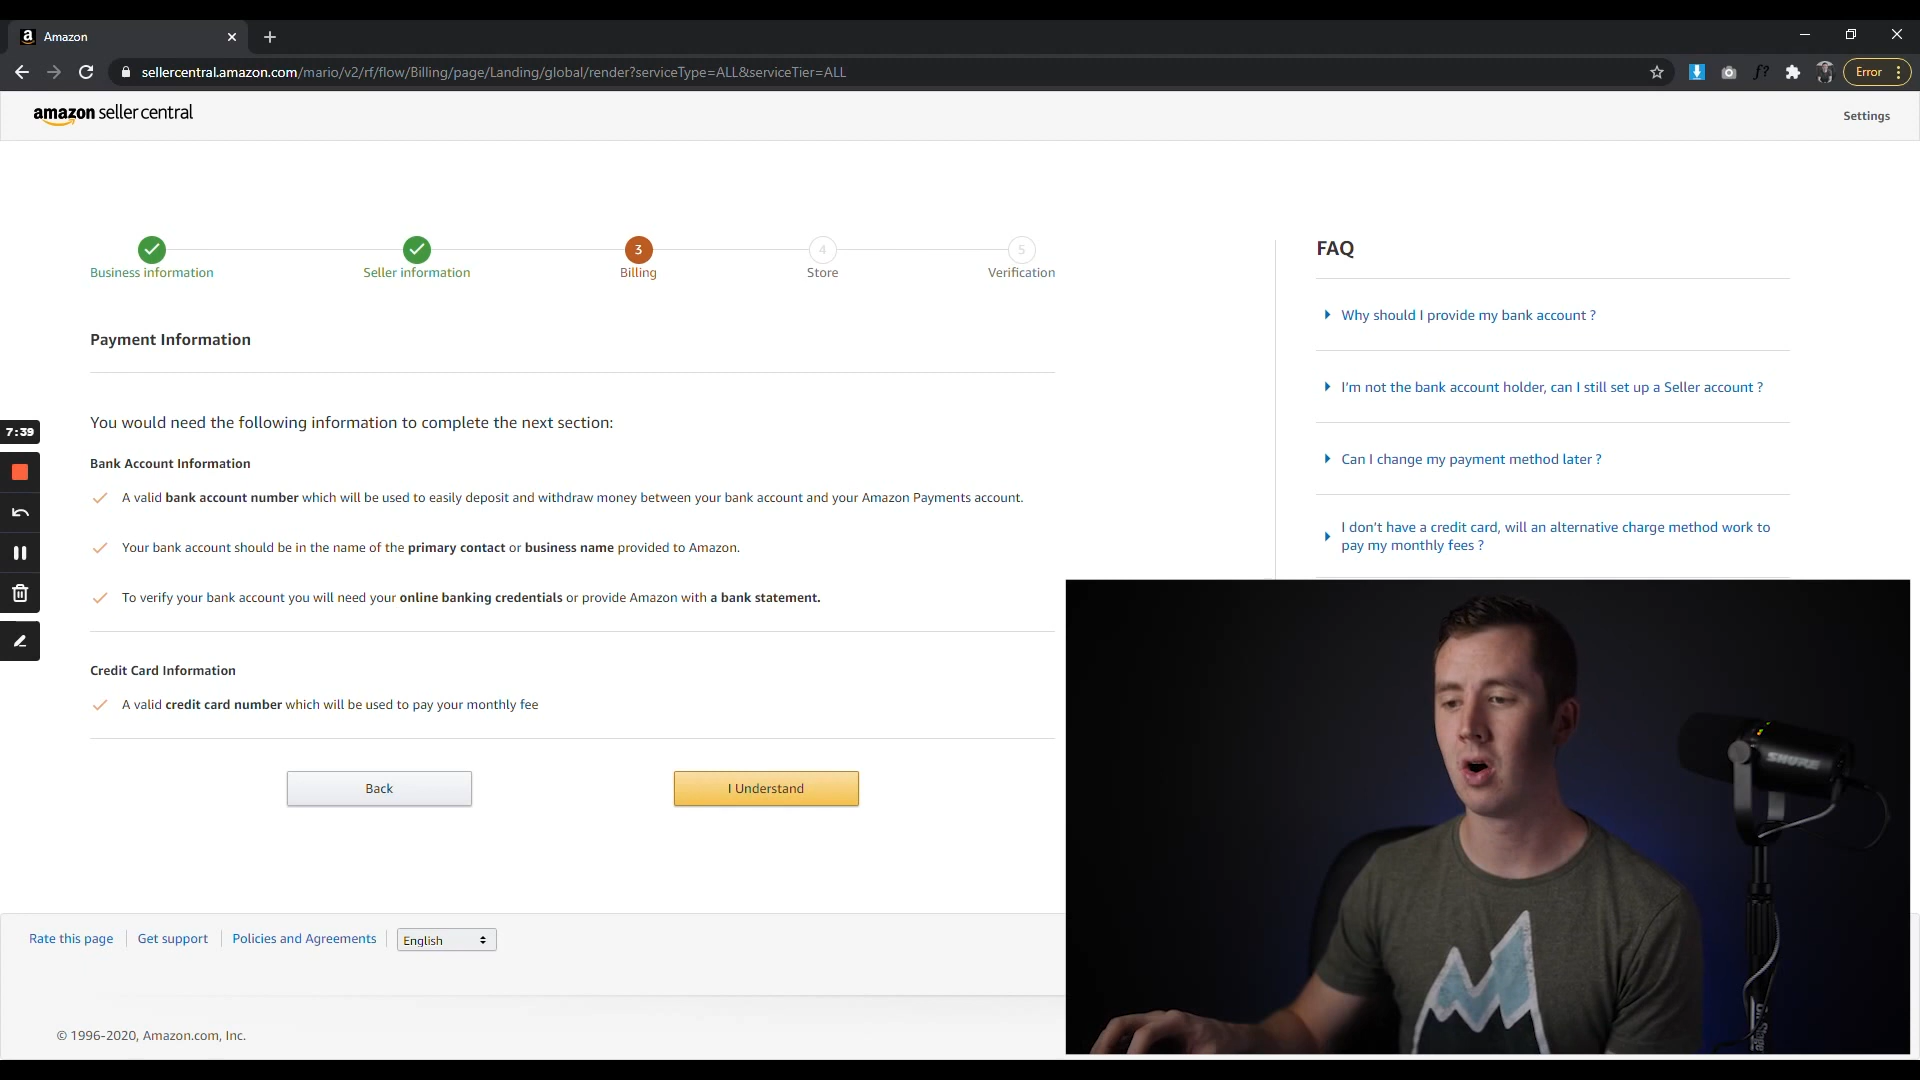 Amazon
sellercentral.amazon.com/mario/v2/rf/flow/Billing/page/Landing/global/render?serviceType=ALL&serviceTier=ALL
f?
Error
amazon seller central
Settings
3
4
5
Business information
Seller information
Billing
Store
Verification
Payment Information
You would need the following information to complete the next section:
Bank Account Information
A valid bank account number which will be used to easily deposit and withdraw money between your bank account and your Amazon Payments account.
Your bank account should be in the name of the primary contact or business name provided to Amazon.
To verify your bank account you will need your online banking credentials or provide Amazon with a bank statement.
Credit Card Information
A valid credit card number which will be used to pay your monthly fee
Back
I Understand
FAQ
Why should I provide my bank account ?
I'm not the bank account holder, can I still set up a Seller account ?
Can I change my payment method later ?
I don't have a credit card, will an alternative charge method work to
pay my monthly fees ?
7:39
SHURE
On Stage
Rate this page
Get support
Policies and Agreements
English
© 1996-2020, Amazon.com, Inc.